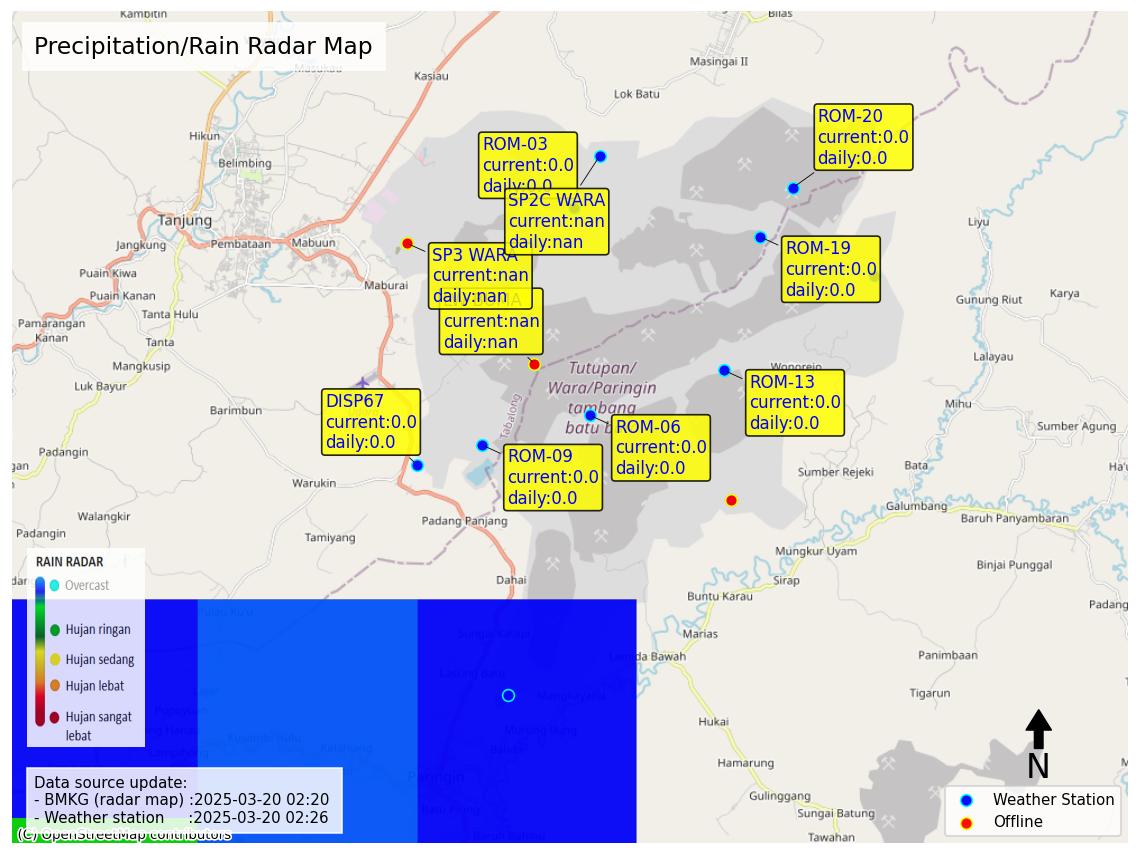 Kambitin
Bilas
Precipitation/Rain Radar Map
Masukau
Kasiau
Masingai II
Lok Batu
Hikun
Belimbing
ROM-03
current:0.0
daily:0.0
ROM-20
current:0.0
daily:0.0
SP2C WARA
current:nan
daily:nan
Tanjung
Jangkung
Pembataan
Mabuun
Liyu
SP3 WARA
current:nan
daily:nan
ROM-19
current:0.0
daily:0.0
Puain Kiwa
Maburai
Puain Kanan
Tanta Hulu
Gunung Riut
Karya
current:nan
daily:nan
Pamarangan
Kanan
Tanta
Mangkusip
Lalayau
Luk Bayur
Tutupan/
Wara/Paringin
tambang
batu b
Wonorejo
ROM-13
current:0.0
daily:0.0
Tabalong
DISP67
current:0.0
daily:0.0
Barimbun
Mihu
ROM-06
current:0.0
daily:0.0
Sumber Agung
ROM-09
current:0.0
daily:0.0
gan
Bata
Sumber Rejeki
Warukin
Galumbang
Walangkir
Padang Panjang
Baruh Panyambaran
Padangin
Tamiyang
Mungkur Uyam
Binjai Punggal
RAIN RADAR
Overcast
Hujan ringan
Hujan sedang
Hujan lebat
Hujan sangat
lebat
Dahai
Sirap
Buntu Karau
Padang
Marias
Lamida Bawah
Panimbaan
Tigarun
Mangkayahu
Murung Ilung
Hukai
Paringin
Hamarung
Gulinggang
Sungai Batung
Tawahan
M
Data source update:
- BMKG (radar map) :2025-03-20 02:20
- Weather station :2025-03-20 02:26
(C) OpenStreetMap contributors
N
Weather Station
Offline